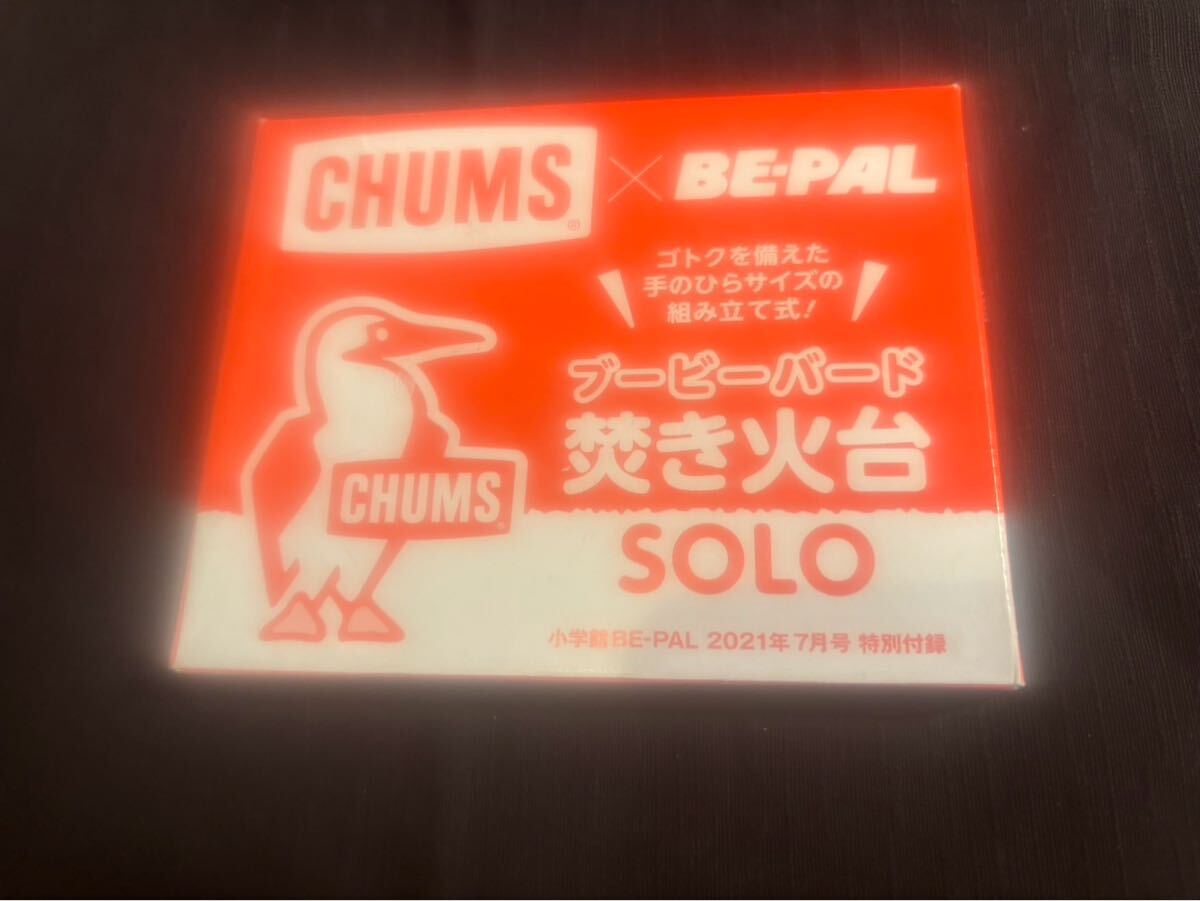 CHUMS® × BE-PAL
ゴトクを備えた
手のひらサイズの
組み立て式!
ブービーバード
焚き火台
SOLO
CHUMS®
小学館BE-PAL 2021年7月号 特別付録